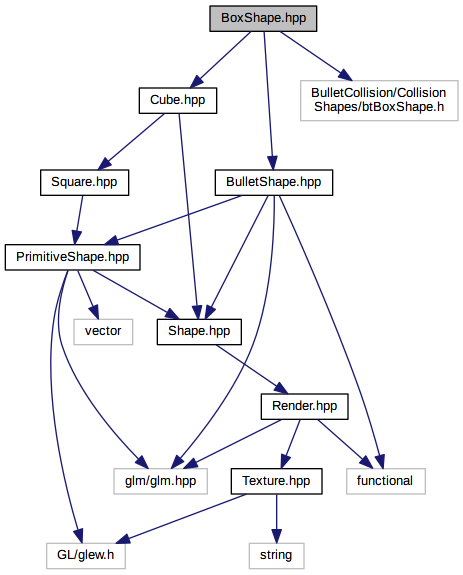 BoxShape.hpp
Cube.hpp
BulletCollision/Collision
Shapes/btBoxShape.h
Square.hpp
BulletShape.hpp
PrimitiveShape.hpp
vector
Shape.hpp
Render.hpp
glm/glm.hpp
Texture.hpp
functional
GL/glew.h
string